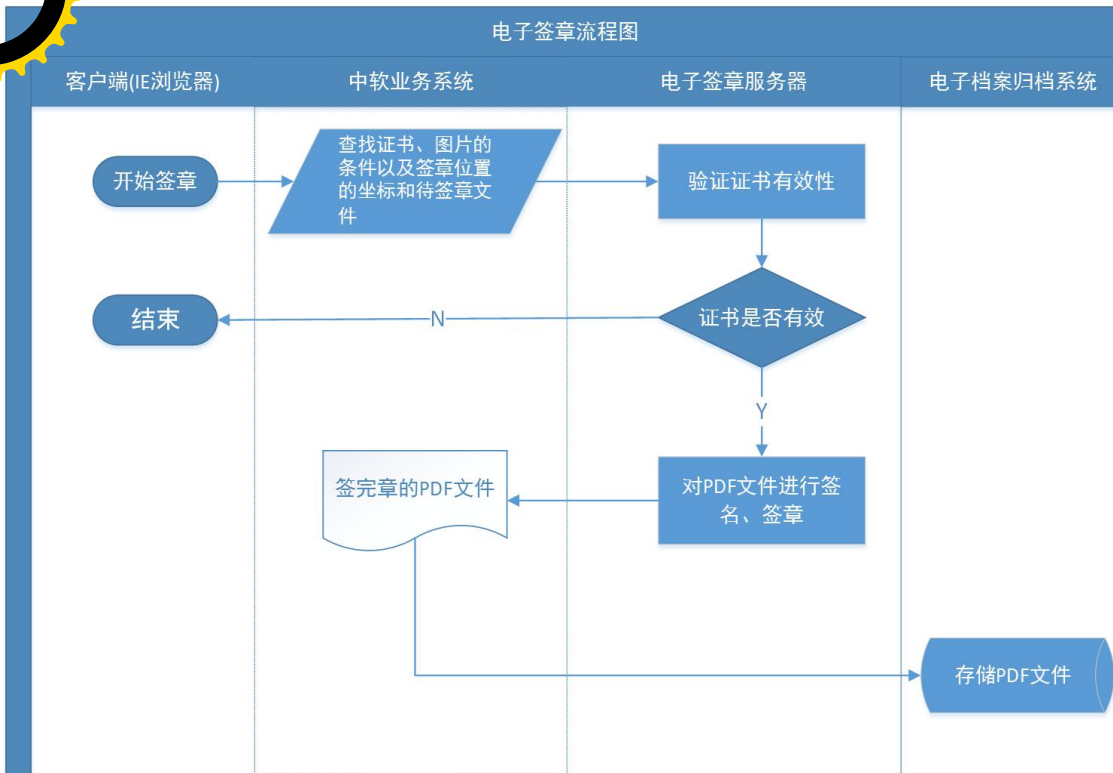 电子签章流程图
客户端(IE浏览器)
中软业务系统
电子签章服务器
电子档案归档系统
开始签章
查找证书、图片的
条件以及签章位置
的坐标和待签章文
件
验证证书有效性
结束
N
证书是否有效
Y
签完章的PDF文件
对PDF文件进行签
名、签章
存储PDF文件